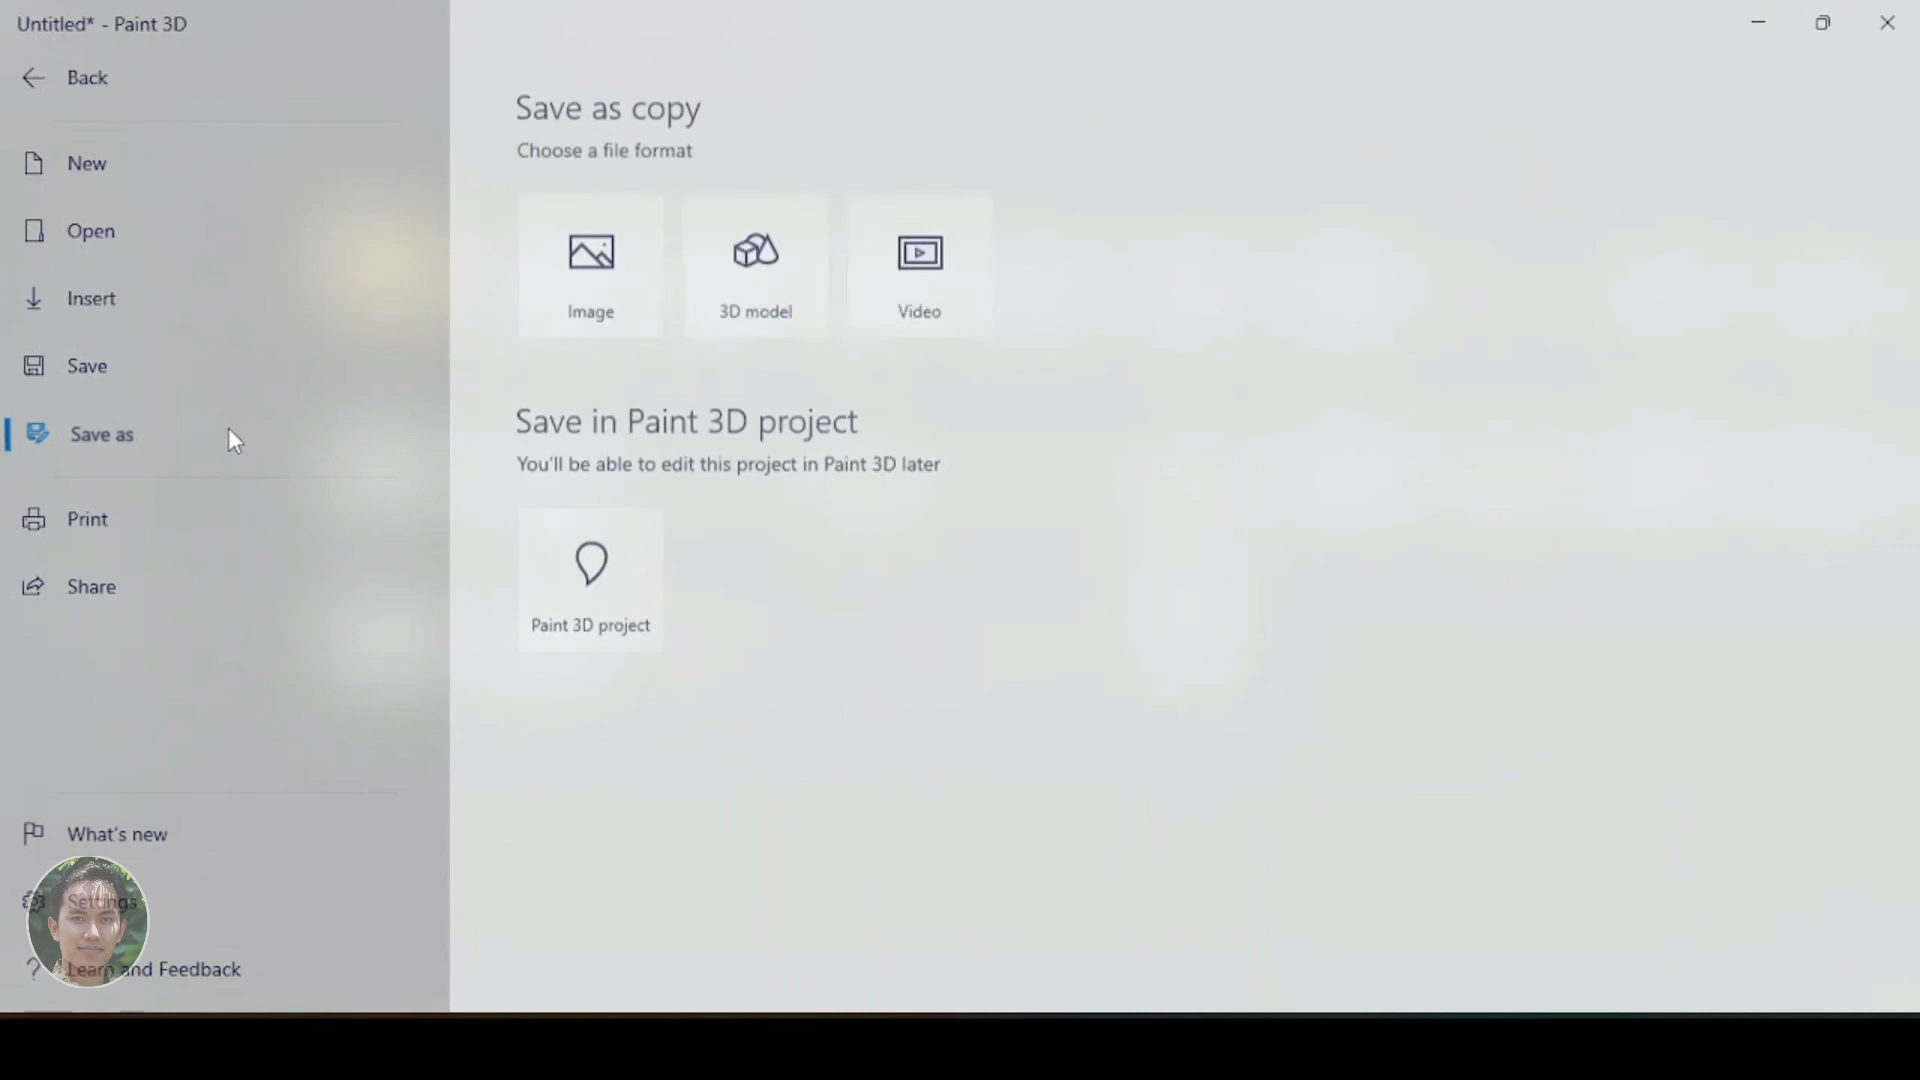 Untitled* - Paint 3D
Back
New
Open
Insert
Save
Save as
Print
Share
What's new
Settings
Learn and Feedback
Save as copy
Choose a file format
Image
3D model
Video
Save in Paint 3D project
You'll be able to edit this project in Paint 3D later
Paint 3D project